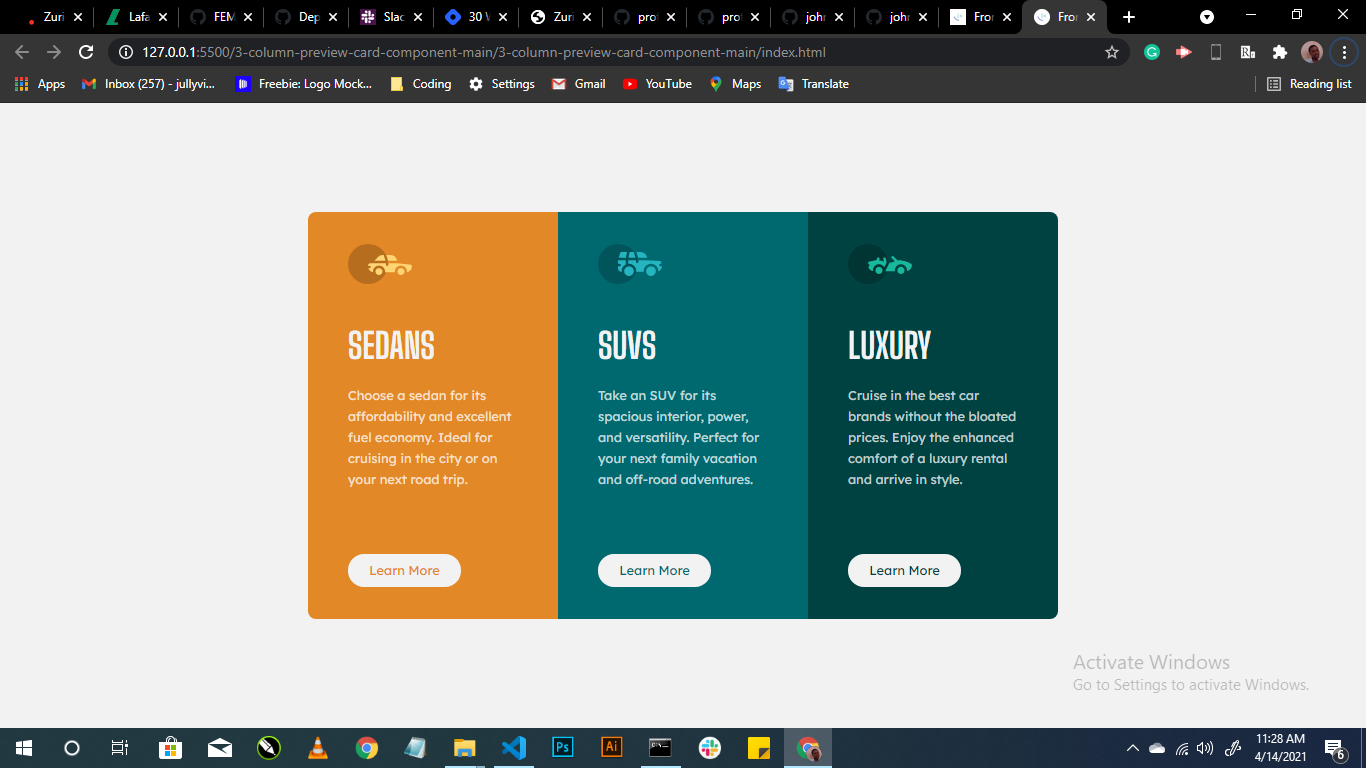 Zuri
Lafa
FEM
Dep
Slac
30 W
Zuri
pro
pro
john
john
Fron
Fron
127.0.0.1:5500/3-column-preview-card-component-main/3-column-preview-card-component-main/index.html
Apps
Inbox (257) - jullyvi...
Freebie: Logo Mock...
Coding
Settings
Gmail
YouTube
Maps
Translate
Reading list
SEDANS
Choose a sedan for its
affordability and excellent
fuel economy. Ideal for
cruising in the city or on
your next road trip.
Learn More
SUVS
Take an SUV for its
spacious interior, power,
and versatility. Perfect for
your next family vacation
and off-road adventures.
Learn More
LUXURY
Cruise in the best car
brands without the bloated
prices. Enjoy the enhanced
comfort of a luxury rental
and arrive in style.
Learn More
Activate Windows
Go to Settings to activate Windows.
Ps
Ai
11:28 AM
4/14/2021
6